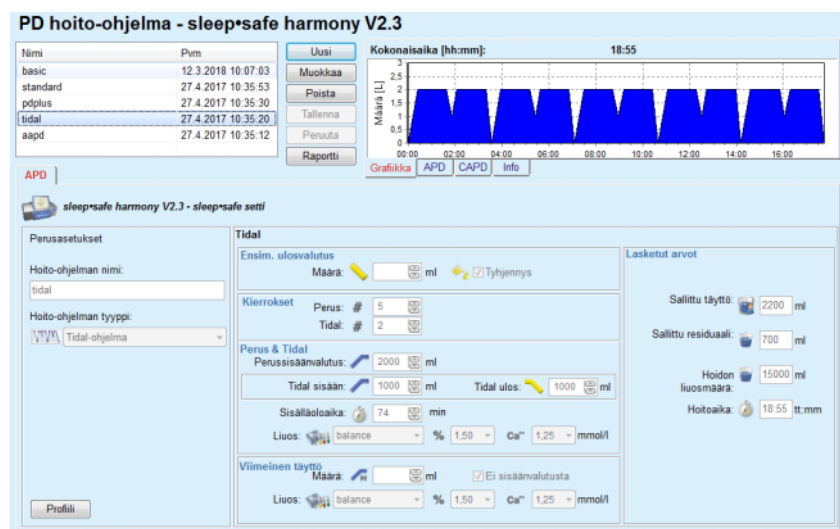 PD hoito-ohjelma - sleep•safe harmony V2.3
Nimi Pvm
basic 12.3.2018 10:07:03
standard 27.4.2017 10:35:53
pdplus 27.4.2017 10:35:30
tidal 27.4.2017 10:35:20
aapd 27.4.2017 10:35:12
Uusi
Muokkaa
Poista
Tallenna
Peruuta
Raportti
Kokonaisaika [hh:mm]: 18:55
Määrä [L]
3
2,5
2
1,5
1
0,5
0
00:00 02:00 04:00 06:00 08:00 10:00 12:00 14:00 16:00
Grafiikka APD CAPD Info
APD
sleep•safe harmony V2.3 - sleep•safe setti
Perusasetukset
Hoito-ohjelman nimi:
tidal
Hoito-ohjelman tyyppi:
Tidal-ohjelma
Profiili
Tidal
Ensim. ulosvalutus
Määrä: ml Tyhjennys
Kierrokset
Perus: # 5
Tidal: # 2
Perus & Tidal
Perussisäänvalutus: 2000 ml
Tidal sisään: 1000 ml Tidal ulos: 1000 ml
Sisälläoloaika: 74 min
Liuos: balance % 1,50 Ca++ 1,25 mmol/l
Viimeinen täyttö
Määrä: ml Ei sisäänvalutusta
Liuos: balance % 1,50 Ca++ 1,25 mmol/l
Lasketut arvot
Sallittu täyttö: 2200 ml
Sallittu residuaali: 700 ml
Hoidon liuosmäärä: 15000 ml
Hoitoaika: 18:55 tt:mm